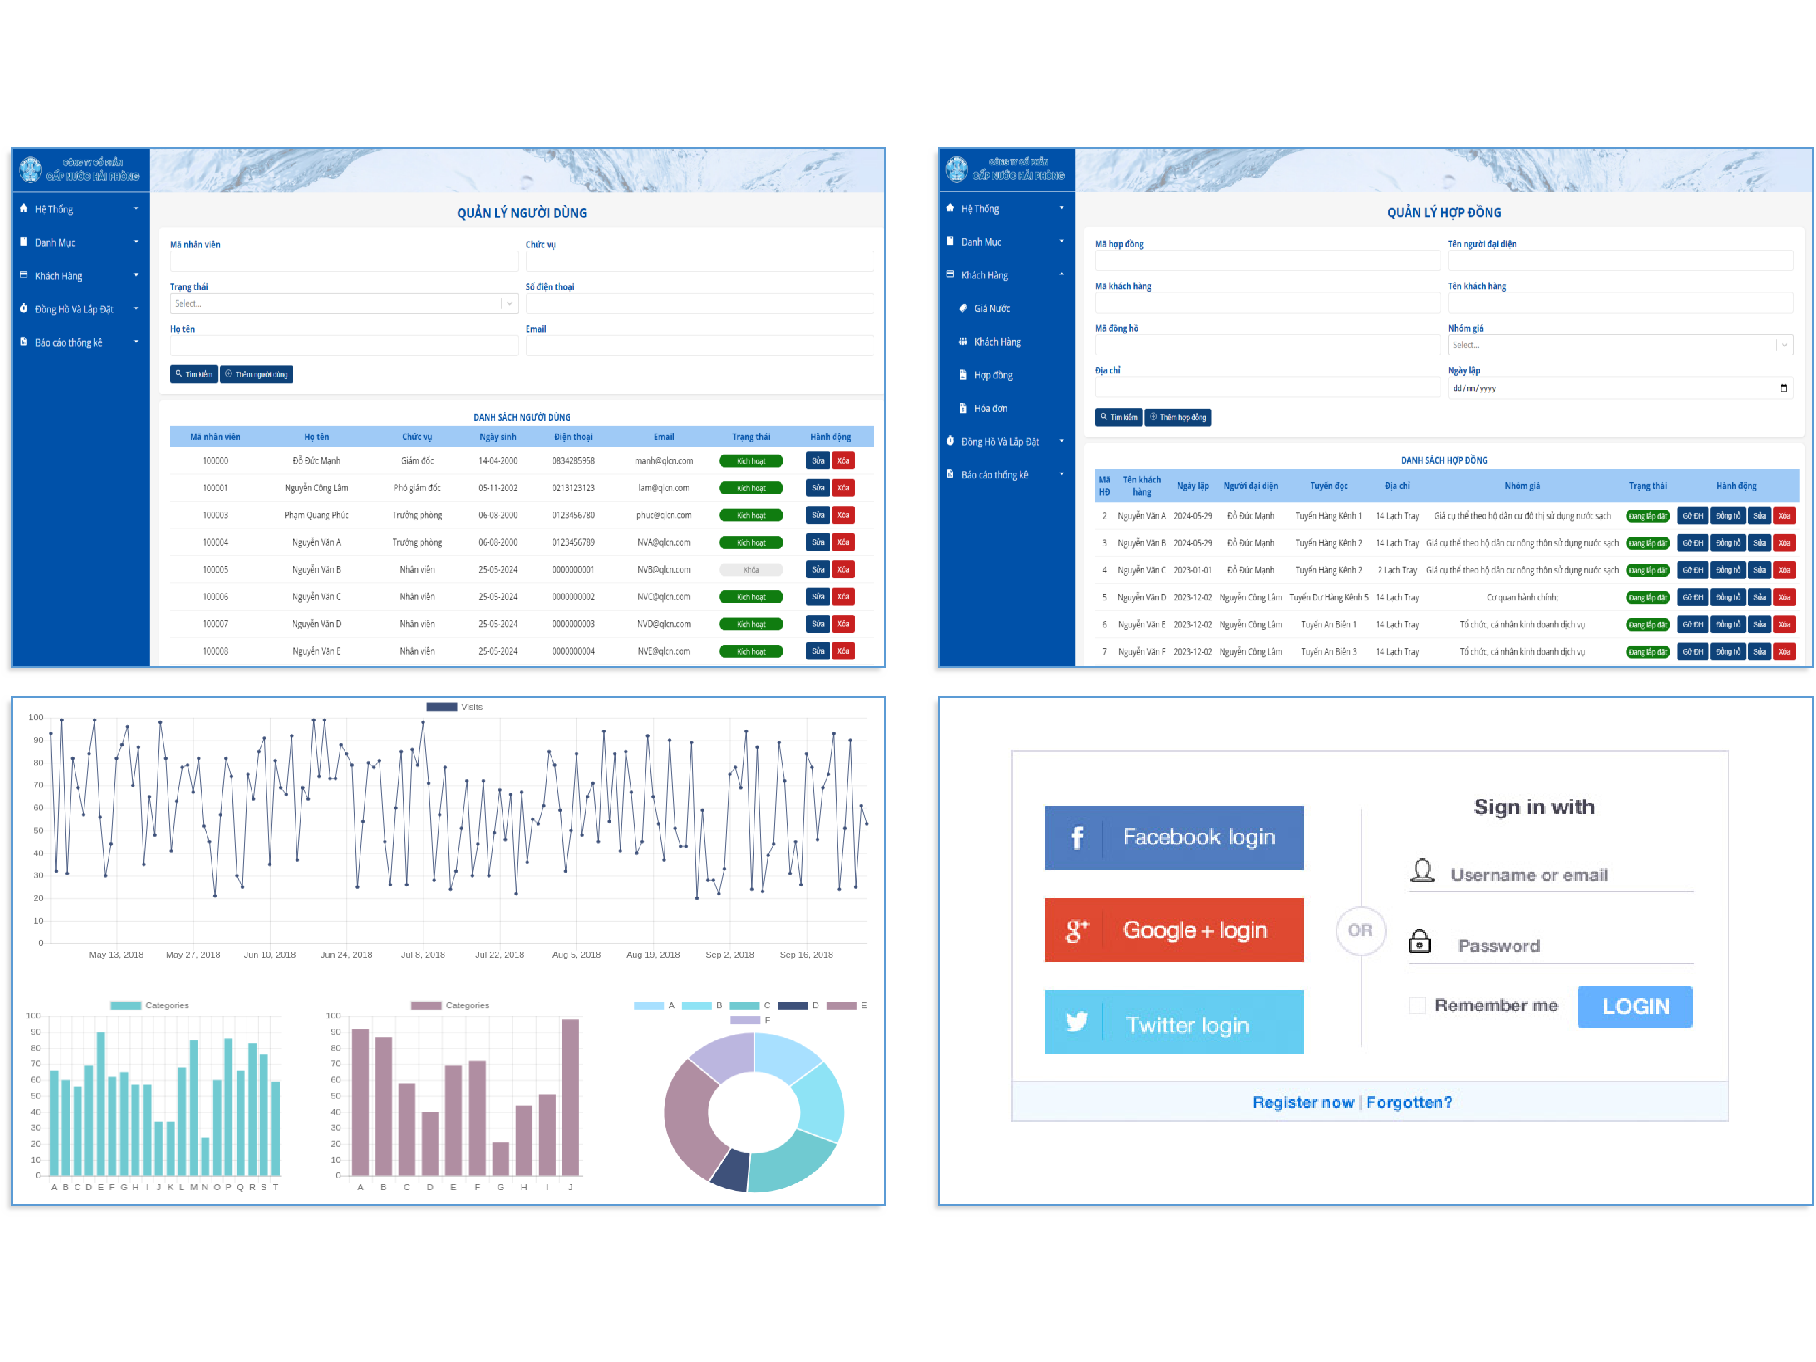 CÔNG TY CỔ PHẦN
CẤP NƯỚC HẢI PHÒNG
Hệ Thống
Danh Mục
Khách Hàng
Đồng Hồ Và Lắp Đặt
Báo cáo thống kê
QUẢN LÝ NGƯỜI DÙNG
Mã nhân viên Chức vụ
Trạng thái Số điện thoại
Select...
Họ tên Email
Tìm kiếm Thêm người dùng
DANH SÁCH NGƯỜI DÙNG
Mã nhân viên Họ tên Chức vụ Ngày sinh Điện thoại Email Trạng thái Hành động
100000 Đỗ Đức Mạnh Giám đốc 14-04-2000 0834285958 manh@qlcn.com Kích hoạt Sửa Xóa
100001 Nguyễn Công Lâm Phó giám đốc 05-11-2002 0213123123 lam@qlcn.com Kích hoạt Sửa Xóa
100003 Phạm Quang Phúc Trưởng phòng 06-08-2000 0123456780 phuc@qlcn.com Kích hoạt Sửa Xóa
100004 Nguyễn Văn A Trưởng phòng 06-08-2000 0123456789 NVA@qlcn.com Kích hoạt Sửa Xóa
100005 Nguyễn Văn B Nhân viên 25-05-2024 0000000001 NVB@qlcn.com Khóa Sửa Xóa
100006 Nguyễn Văn C Nhân viên 25-05-2024 0000000002 NVC@qlcn.com Kích hoạt Sửa Xóa
100007 Nguyễn Văn D Nhân viên 25-05-2024 0000000003 NVD@qlcn.com Kích hoạt Sửa Xóa
100008 Nguyễn Văn E Nhân viên 25-05-2024 0000000004 NVE@qlcn.com Kích hoạt Sửa Xóa
CÔNG TY CỔ PHẦN
CẤP NƯỚC HẢI PHÒNG
Hệ Thống
Danh Mục
Khách Hàng
Giá Nước
Khách Hàng
Hợp đồng
Hóa đơn
Đồng Hồ Và Lắp Đặt
Báo cáo thống kê
QUẢN LÝ HỢP ĐỒNG
Mã hợp đồng Tên người đại diện
Mã khách hàng Tên khách hàng
Mã đồng hồ Nhóm giá
Select...
Địa chỉ Ngày lập
dd/mm/yyyy
Tìm kiếm Thêm hợp đồng
DANH SÁCH HỢP ĐỒNG
Mã HĐ Tên khách hàng Ngày lập Người đại diện Tuyến đọc Địa chỉ Nhóm giá Trạng thái Hành động
2 Nguyễn Văn A 2024-05-29 Đỗ Đức Mạnh Tuyến Hàng Kênh 1 14 Lạch Tray Giá cụ thể theo hộ dân cư đô thị sử dụng nước sạch Đang lắp đặt Gỡ ĐH Đồng hồ Sửa Xóa
3 Nguyễn Văn B 2024-05-29 Đỗ Đức Mạnh Tuyến Hàng Kênh 2 14 Lạch Tray Giá cụ thể theo hộ dân cư nông thôn sử dụng nước sạch Đang lắp đặt Gỡ ĐH Đồng hồ Sửa Xóa
4 Nguyễn Văn C 2023-01-01 Đỗ Đức Mạnh Tuyến Hàng Kênh 2 2 Lạch Tray Giá cụ thể theo hộ dân cư nông thôn sử dụng nước sạch Đang lắp đặt Gỡ ĐH Đồng hồ Sửa Xóa
5 Nguyễn Văn D 2023-12-02 Nguyễn Công Lâm Tuyến Dư Hàng Kênh 5 14 Lạch Tray Cơ quan hành chính; Đang lắp đặt Gỡ ĐH Đồng hồ Sửa Xóa
6 Nguyễn Văn E 2023-12-02 Nguyễn Công Lâm Tuyến An Biên 1 14 Lạch Tray Tổ chức, cá nhân kinh doanh dịch vụ Đang lắp đặt Gỡ ĐH Đồng hồ Sửa Xóa
7 Nguyễn Văn F 2023-12-02 Nguyễn Công Lâm Tuyến An Biên 3 14 Lạch Tray Tổ chức, cá nhân kinh doanh dịch vụ Đang lắp đặt Gỡ ĐH Đồng hồ Sửa Xóa
Visits
100
90
80
70
60
50
40
30
20
10
0
May 13, 2018 May 27, 2018 Jun 10, 2018 Jun 24, 2018 Jul 8, 2018 Jul 22, 2018 Aug 5, 2018 Aug 19, 2018 Sep 2, 2018 Sep 16, 2018
Categories
100
90
80
70
60
50
40
30
20
10
0
A B C D E F G H I J K L M N O P Q R S T
Categories
100
90
80
70
60
50
40
30
20
10
0
A B C D E F G H I J
A B C D E
F
Facebook login
Google + login
Twitter login
OR
Sign in with
Username or email
Password
Remember me LOGIN
Register now | Forgotten?